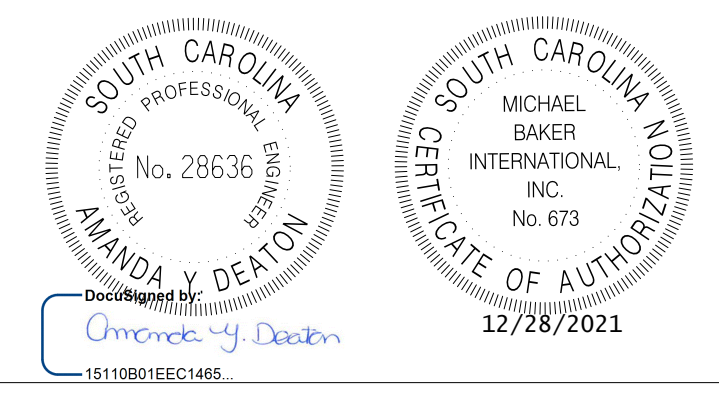 SOUTH CAROLINA
REGISTERED PROFESSIONAL ENGINEER
No. 28636
AMANDA Y DEATON
DocuSigned by:
Amanda Y. Deaton
15110B01EEC1465...
SOUTH CAROLINA
MICHAEL
BAKER
INTERNATIONAL,
INC.
No. 673
CERTIFICATE OF AUTHORIZATION
12/28/2021